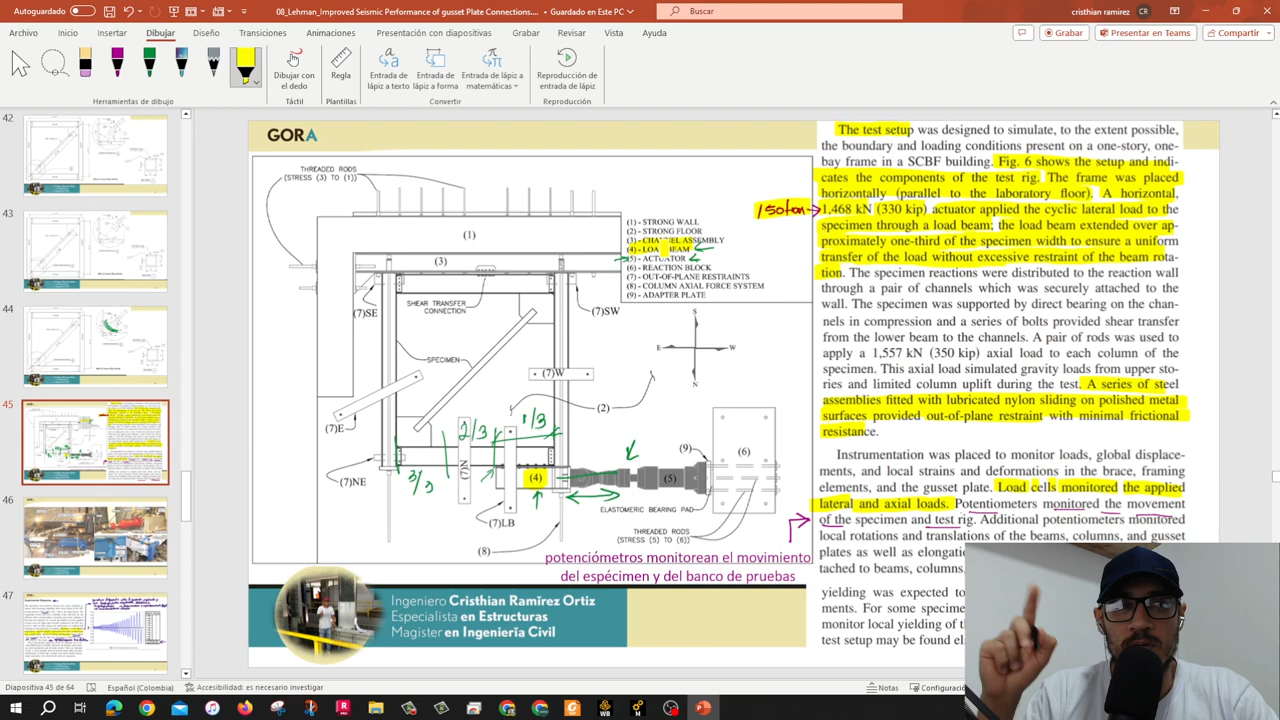 Autoguardado
08_Lehman_Improved Seismic Performance of gusset Plate Connections.... • Guardado en Este PC
Buscar
cristhian ramirez
CR
Archivo
Inicio
Insertar
Dibujar
Diseño
Transiciones
Animaciones
Presentación con diapositivas
Grabar
Revisar
Vista
Ayuda
Grabar
Presentar en Teams
Compartir
Dibujar con
el dedo
Regla
Entrada de
lápiz a texto
Entrada de
lápiz a forma
Entrada de lápiz a
matemáticas
Reproducción de
entrada de lápiz
Herramientas de dibujo
Táctil
Plantillas
Convertir
Reproducción
42
43
44
45
46
47
GORA
THREADED RODS
(STRESS (3) TO (1))
(1)
(3)
(1) - STRONG WALL
(2) - STRONG FLOOR
(3) - CHANNEL ASSEMBLY
(4) - LOAD BEAM
(5) - ACTUATOR
(6) - REACTION BLOCK
(7) - OUT-OF-PLANE RESTRAINTS
(8) - COLUMN AXIAL FORCE SYSTEM
(9) - ADAPTER PLATE
SHEAR TRANSFER
CONNECTION
(7)SE
(7)SW
S
E
W
N
SPECIMEN
(7)W
(2)
(7)E
1/3
2/3
3/3
(9)
(6)
(4)
(5)
(7)NE
ELASTOMERIC BEARING PAD
(7)LB
THREADED RODS
(STRESS (5) TO (6))
(8)
potenciómetros monitorean el movimiento
del espécimen y del banco de pruebas
Ingeniero Cristhian Ramírez Ortiz
Especialista en Estructuras
Magister en Ingeniería Civil
150ton
The test setup was designed to simulate, to the extent possible,
the boundary and loading conditions present on a one-story, one-
bay frame in a SCBF building. Fig. 6 shows the setup and indi-
cates the components of the test rig. The frame was placed
horizontally (parallel to the laboratory floor). A horizontal,
1,468 kN (330 kip) actuator applied the cyclic lateral load to the
specimen through a load beam; the load beam extended over ap-
proximately one-third of the specimen width to ensure a uniform
transfer of the load without excessive restraint of the beam rota-
tion. The specimen reactions were distributed to the reaction wall
through a pair of channels which was securely attached to the
wall. The specimen was supported by direct bearing on the chan-
nels in compression and a series of bolts provided shear transfer
from the lower beam to the channels. A pair of rods was used to
apply a 1,557 kN (350 kip) axial load to each column of the
specimen. This axial load simulated gravity loads from upper sto-
ries and limited column uplift during the test. A series of steel
assemblies fitted with lubricated nylon sliding on polished metal
surfaces provided out-of-plane restraint with minimal frictional
resistance.
Instrumentation was placed to monitor loads, global displace-
ments, and local strains and deformations in the brace, framing
elements, and the gusset plate. Load cells monitored the applied
lateral and axial loads. Potentiometers monitored the movement
of the specimen and test rig. Additional potentiometers monitored
local rotations and translations of the beams, columns, and gusset
plates as well as elongation
tached to beams, columns,
yielding was expected to
ments. For some specime
monitor local yielding of t
test setup may be found el
Diapositiva 45 de 64
Español (Colombia)
Accesibilidad: es necesario investigar
Notas
Configuració